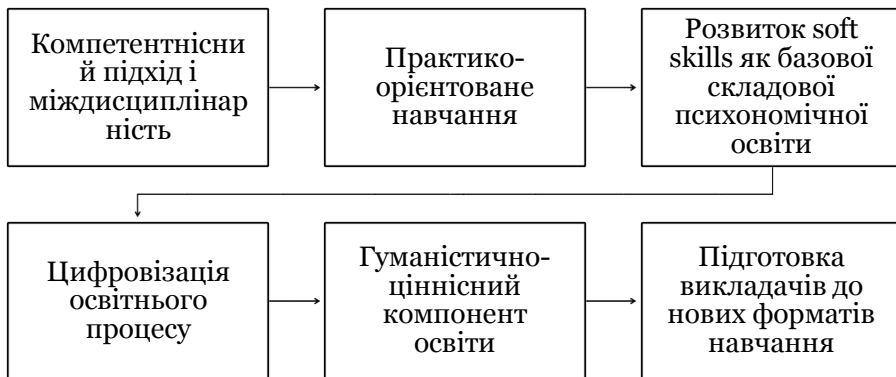 Компетентнісни
й підхід і
міждисциплінар
ність
Практико-
орієнтоване
навчання
Розвиток soft
skills як базової
складової
психономічної
освіти
Цифровізація
освітнього
процесу
Гуманістично-
ціннісний
компонент
освіти
Підготовка
викладачів до
нових форматів
навчання